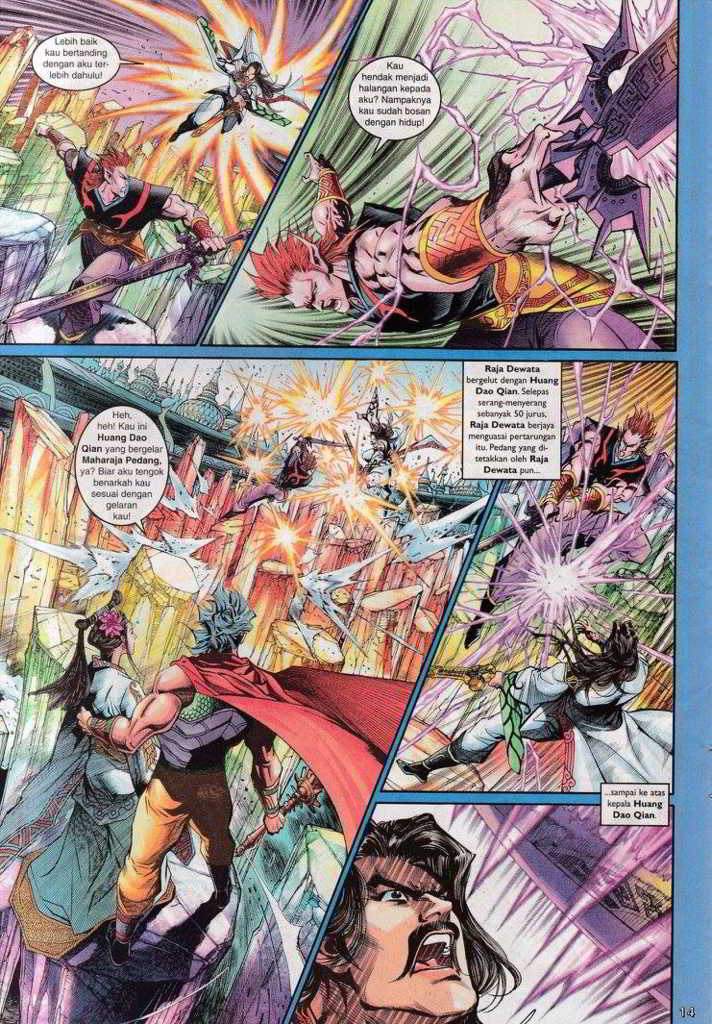 Lebih baik
kau bertanding
dengan aku ter-
lebih dahulu!
Kau
hendak menjadi
halangan kepada
aku? Nampaknya
kau sudah bosan
dengan hidup!
Heh,
heh! Kau ini
Huang Dao
Qian yang bergelar
Maharaja Pedang,
ya? Biar aku tengok
benarkah kau
sesuai dengan
gelaran
kau!
Raja Dewata
bergelut dengan Huang
Dao Qian. Selepas
serang-menyerang
sebanyak 50 jurus,
Raja Dewata berjaya
menguasai pertarungan
itu. Pedang yang di-
tetakkan oleh Raja
Dewata pun...
...sampai ke atas
kepala Huang
Dao Qian.
14